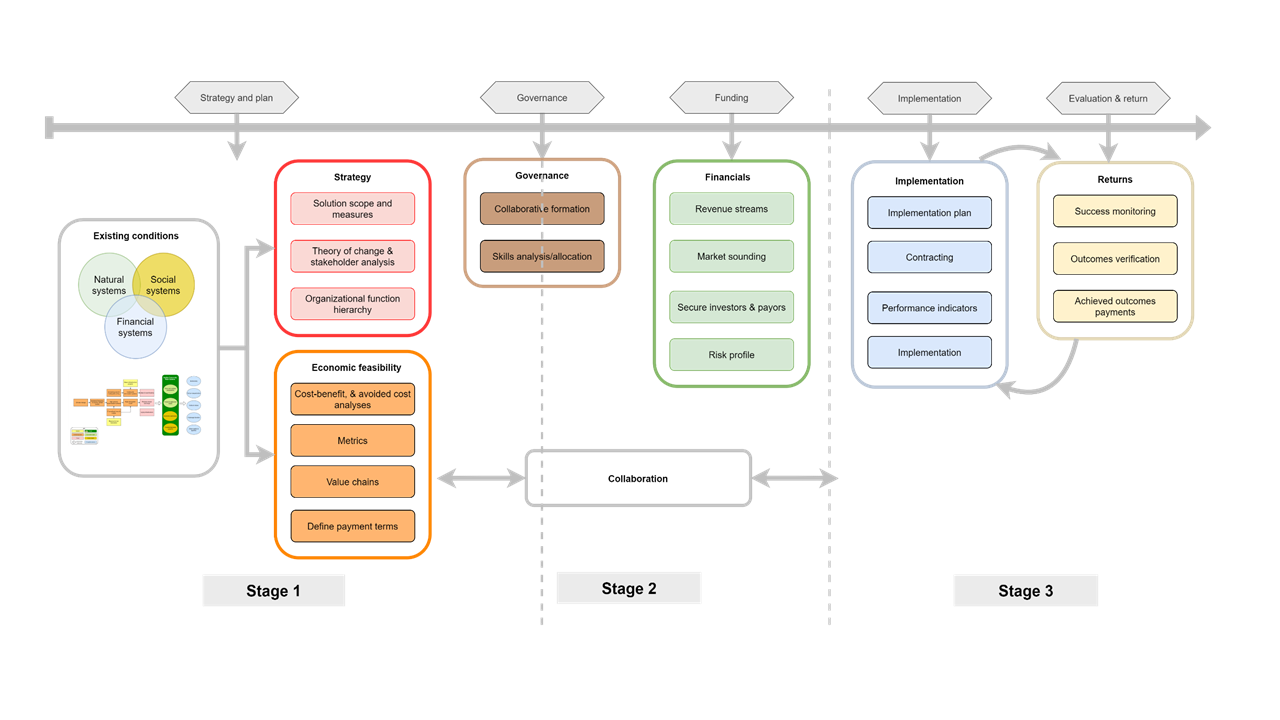 Strategy and plan
Governance
Funding
Implementation
Evaluation & return
Existing conditions
Natural
systems
Social
systems
Financial
systems
Strategy
Solution scope and
measures
Theory of change &
stakeholder analysis
Organizational function
hierarchy
Economic feasibility
Cost-benefit, & avoided cost
analyses
Metrics
Value chains
Define payment terms
Governance
Collaborative formation
Skills analysis/allocation
Financials
Revenue streams
Market sounding
Secure investors & payors
Risk profile
Collaboration
Implementation
Implementation plan
Contracting
Performance indicators
Implementation
Returns
Success monitoring
Outcomes verification
Achieved outcomes
payments
Stage 1
Stage 2
Stage 3